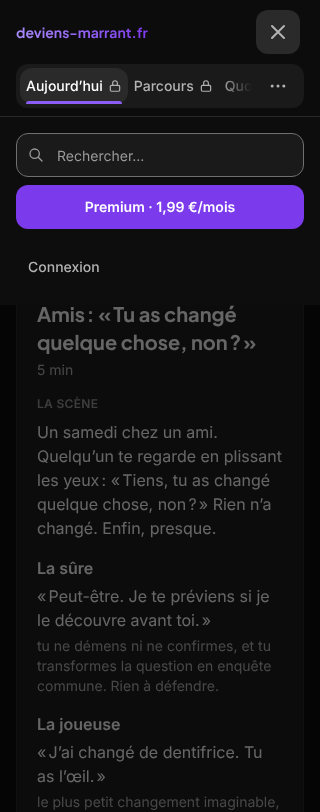 deviens-marrant.fr
Aujourd’hui
Parcours
Quo
Rechercher...
Premium · 1,99 €/mois
Connexion
Amis : « Tu as changé
quelque chose, non ? »
5 min
LA SCÈNE
Un samedi chez un ami.
Quelqu’un te regarde en plissant
les yeux : « Tiens, tu as changé
quelque chose, non ? » Rien n’a
changé. Enfin, presque.
La sûre
« Peut-être. Je te préviens si je
le découvre avant toi. »
tu ne démens ni ne confirmes, et tu
transformes la question en enquête
commune. Rien à défendre.
La joueuse
« J’ai changé de dentifrice. Tu
as l’œil. »
le plus petit changement imaginable,